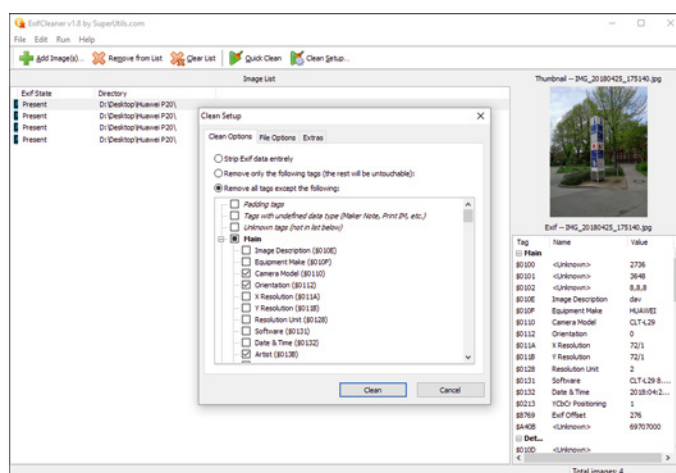 ExifCleaner v1.8 by SuperUtils.com
File Edit Run Help
Add Image(s)... Remove from List Clear List Quick Clean Clean Setup...
Image List
Exif State Directory
Present D:\Desktop\Huawei P20\
Present D:\Desktop\Huawei P20\
Present D:\Desktop\Huawei P20\
Present D:\Desktop\Huawei P20\
Clean Setup
Clean Options File Options Extras
Strip Exif data entirely
Remove only the following tags (the rest will be untouchable):
Remove all tags except the following:
Padding tags
Tags with undefined data type (Maker Note, Print IM, etc.)
Unknown tags (not in list below)
Main
Image Description ($010E)
Equipment Make ($010F)
Camera Model ($0110)
Orientation ($0112)
X Resolution ($011A)
Y Resolution ($011B)
Resolution Unit ($0128)
Software ($0131)
Date & Time ($0132)
Artist ($013B)
Clean Cancel
Thumbnail -- IMG_20180425_175140.jpg
Exif -- IMG_20180425_175140.jpg
Tag Name Value
Main
$0100 <Unknown> 2736
$0101 <Unknown> 3648
$0102 <Unknown> 8,8,8
$010E Image Description dav
$010F Equipment Make HUAWEI
$0110 Camera Model CLT-L29
$0112 Orientation 0
$011A X Resolution 72/1
$011B Y Resolution 72/1
$0128 Resolution Unit 2
$0131 Software CLT-L29 8....
$0132 Date & Time 2018:04:2...
$0213 YCbCr Positioning 1
$8769 Exif Offset 276
$A40B <Unknown> 69707000
Det...
$010D <Unknown>
Total images: 4